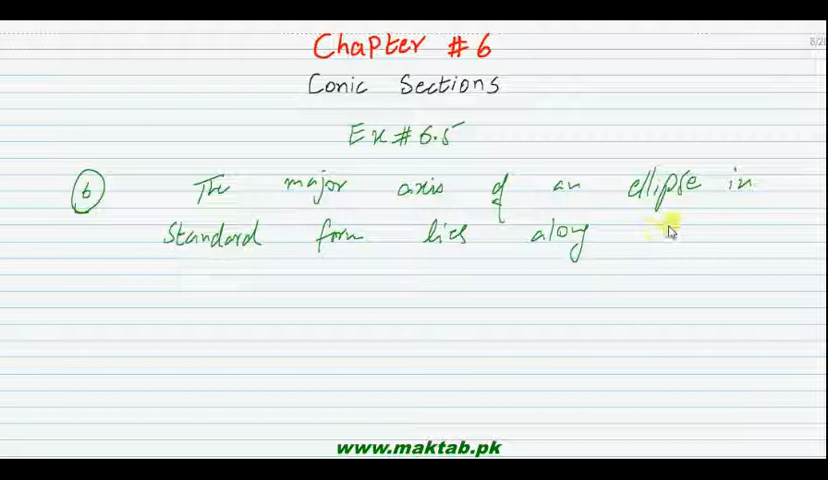 Chapter # 6
Conic Sections
Ex # 6.5
6 The major axis of an ellipse in
standard form lies along
www.maktab.pk